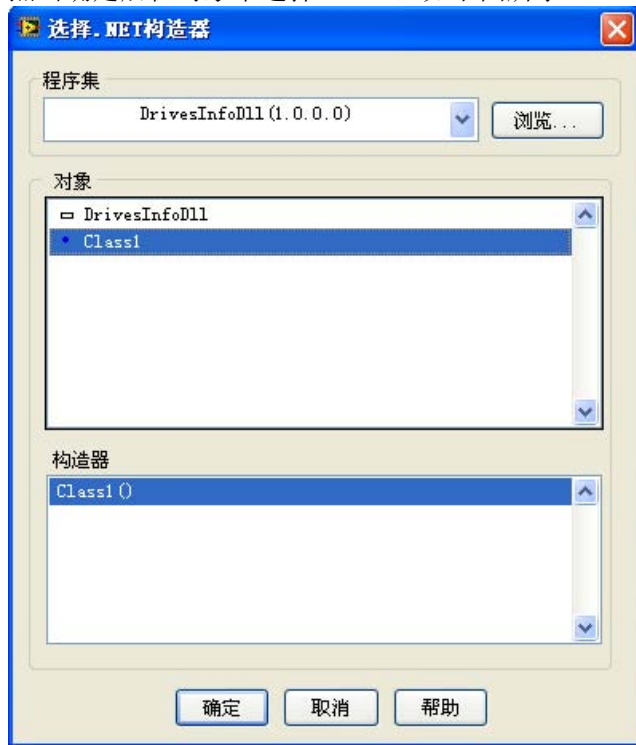 选择.NET构造器
程序集
DrivesInfoDll(1.0.0.0)
浏览...
对象
DrivesInfoDll
Class1
构造器
Class1()
确定 取消 帮助